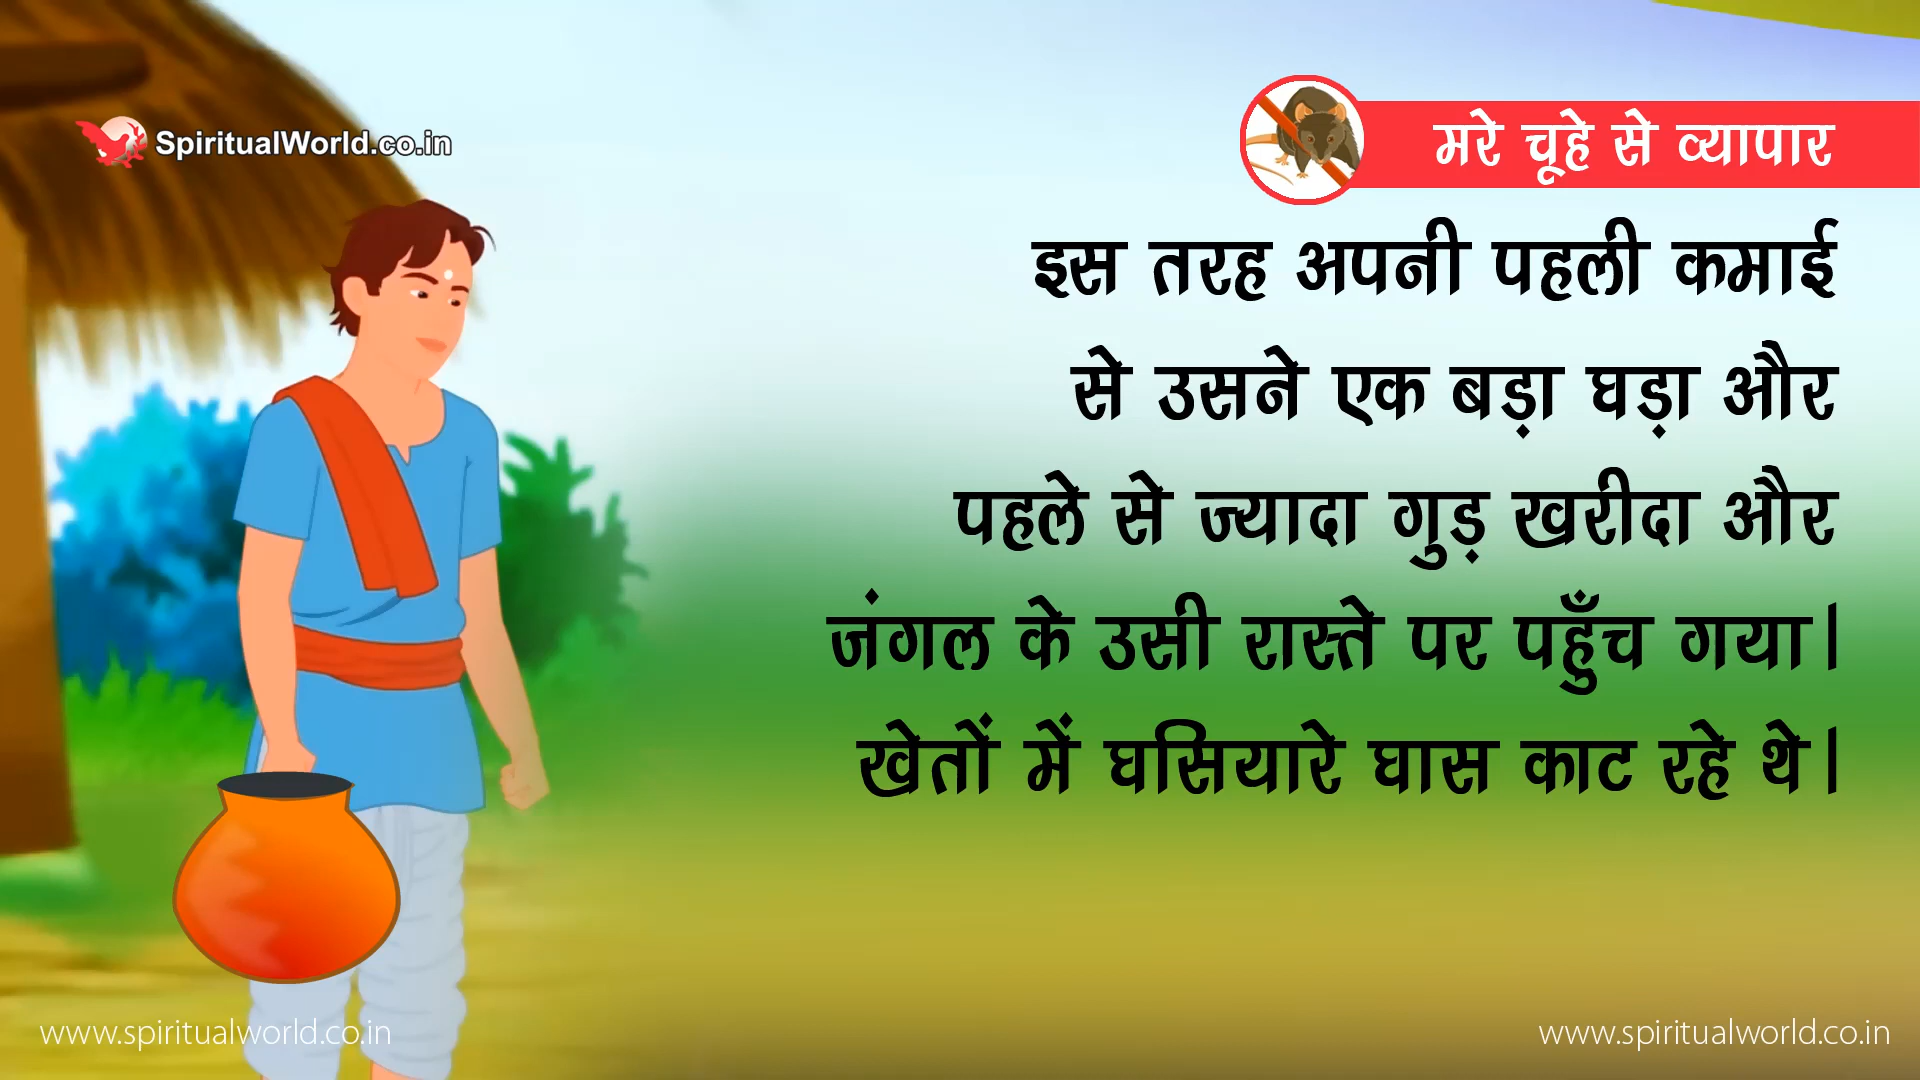 SpiritualWorld.co.in
मरे चूहे से व्यापार
इस तरह अपनी पहली कमाई
से उसने एक बड़ा घड़ा और
पहले से ज्यादा गुड़ खरीदा और
जंगल के उसी रास्ते पर पहुँच गया।
खेतों में घसियारे घास काट रहे थे।
www.spiritualworld.co.in
www.spiritualworld.co.in